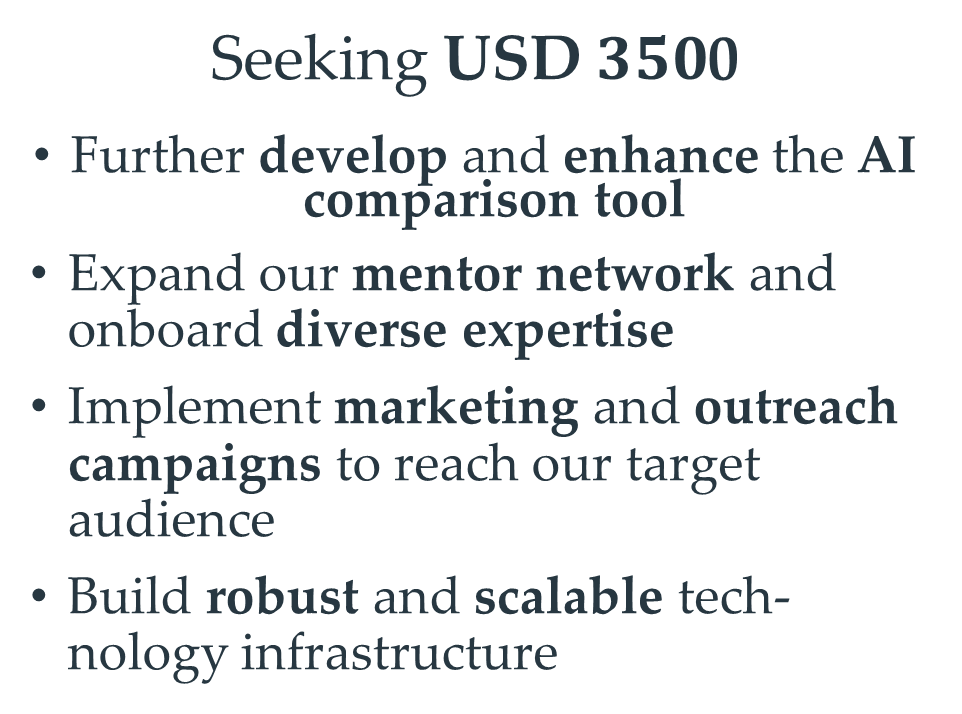 Seeking USD 3500
• Further develop and enhance the AI
comparison tool
• Expand our mentor network and
onboard diverse expertise
• Implement marketing and outreach
campaigns to reach our target
audience
• Build robust and scalable tech-
nology infrastructure